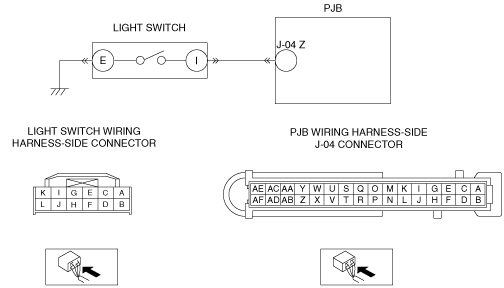 PJB
LIGHT SWITCH
J-04 Z
E I
LIGHT SWITCH WIRING
HARNESS-SIDE CONNECTOR
K I G E C A
L J H F D B
PJB WIRING HARNESS-SIDE
J-04 CONNECTOR
AE AC AA Y W U S Q O M K I G E C A
AF AD AB Z X V T R P N L J H F D B